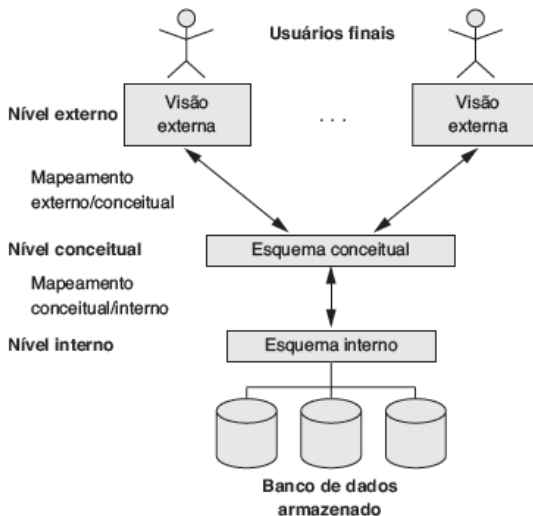 Usuários finais
Nível externo
Visão
externa
. . .
Visão
externa
Mapeamento
externo/conceitual
Nível conceitual
Esquema conceitual
Mapeamento
conceitual/interno
Nível interno
Esquema interno
Banco de dados
armazenado